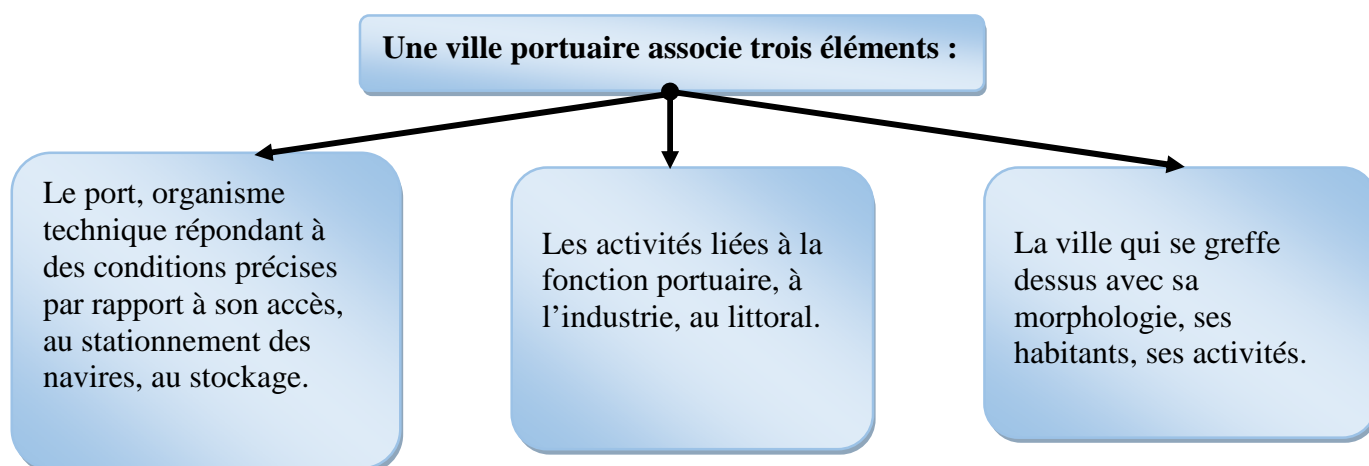 Une ville portuaire associe trois éléments :
Le port, organisme
technique répondant à
des conditions précises
par rapport à son accès,
au stationnement des
navires, au stockage.
Les activités liées à la
fonction portuaire, à
l’industrie, au littoral.
La ville qui se greffe
dessus avec sa
morphologie, ses
habitants, ses activités.